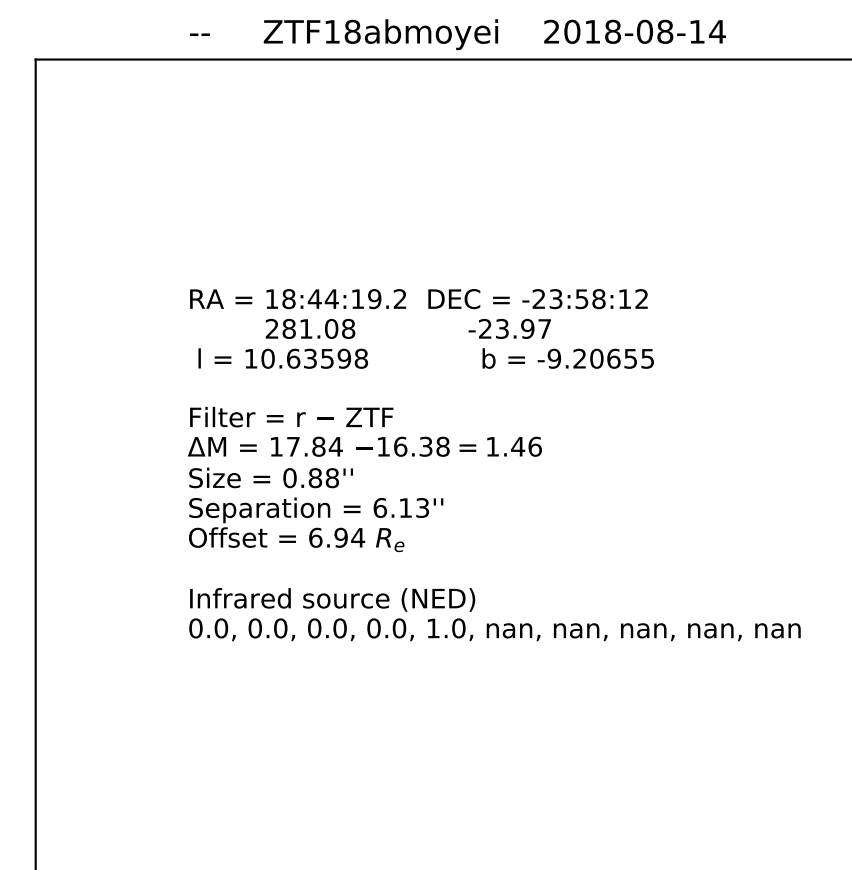 -- ZTF18abmoyei 2018-08-14
RA = 18:44:19.2 DEC = -23:58:12
281.08 -23.97
l = 10.63598 b = -9.20655
Filter = r − ZTF
ΔM = 17.84 −16.38 = 1.46
Size = 0.88''
Separation = 6.13''
Offset = 6.94 Re
Infrared source (NED)
0.0, 0.0, 0.0, 0.0, 1.0, nan, nan, nan, nan, nan